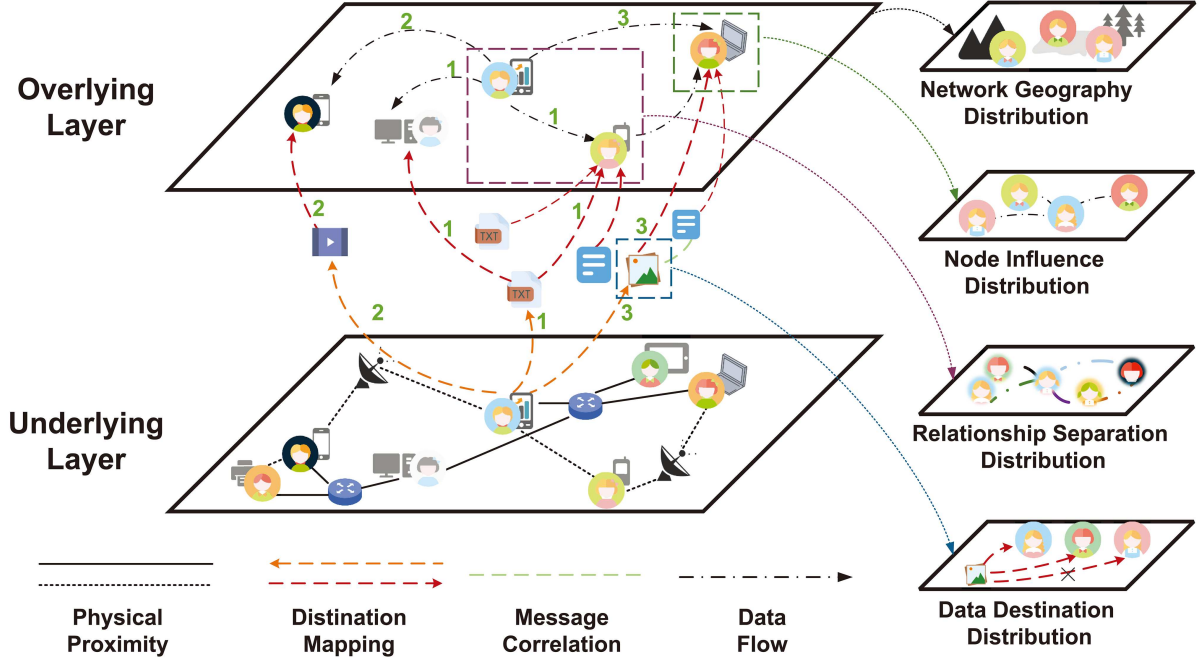 Overlying
Layer
2
3
1
1
2
1
1
3
TXT
TXT
2
1
3
Underlying
Layer
Network Geography
Distribution
Node Influence
Distribution
Relationship Separation
Distribution
Data Destination
Distribution
Physical
Proximity
Distination
Mapping
Message
Correlation
Data
Flow